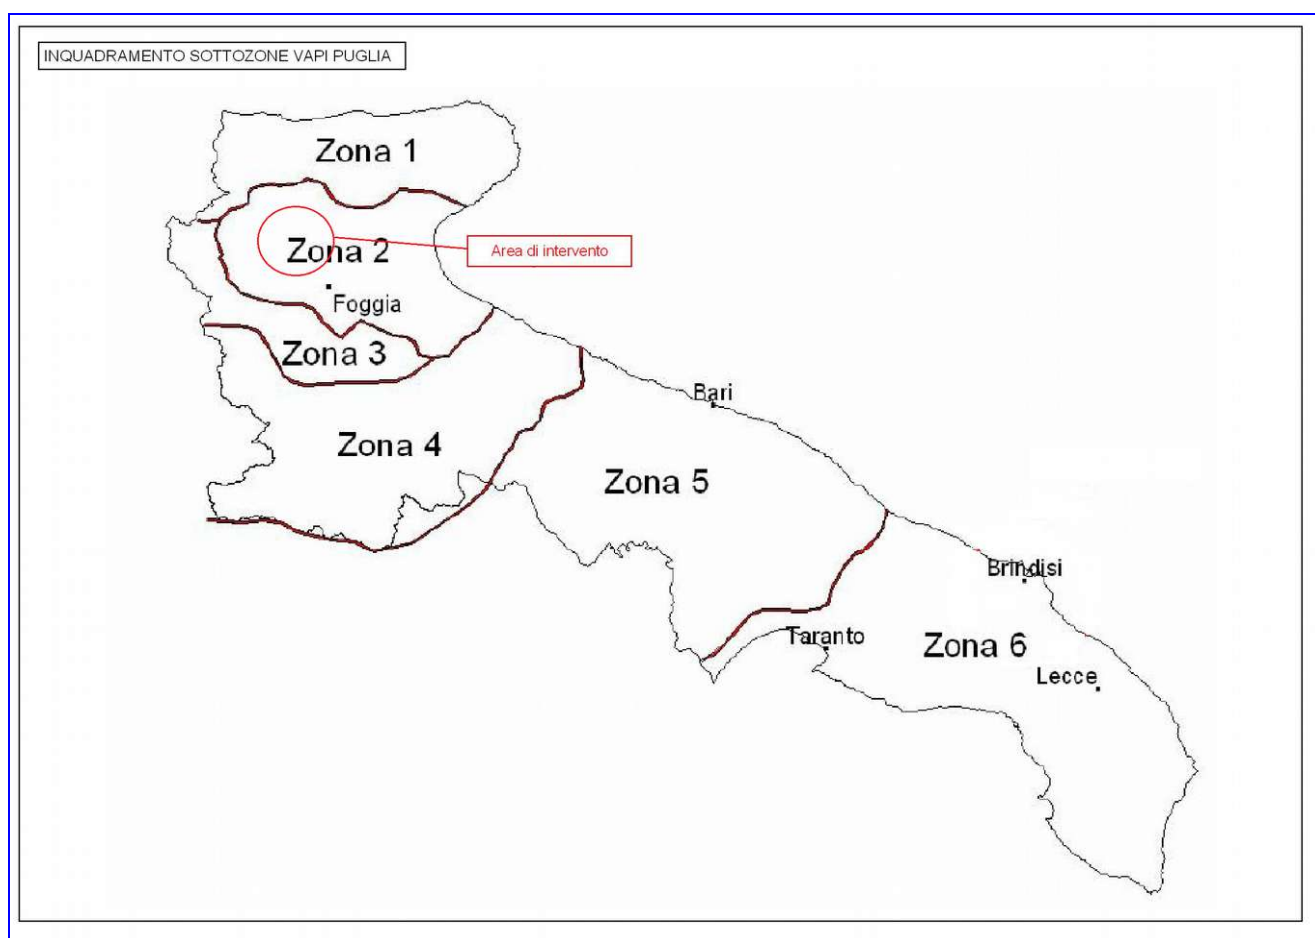 INQUADRAMENTO SOTTOZONE VAPI PUGLIA
Zona 1
Zona 2
Area di intervento
Foggia
Zona 3
Bari
Zona 4
Zona 5
Brindisi
Taranto
Zona 6
Lecce